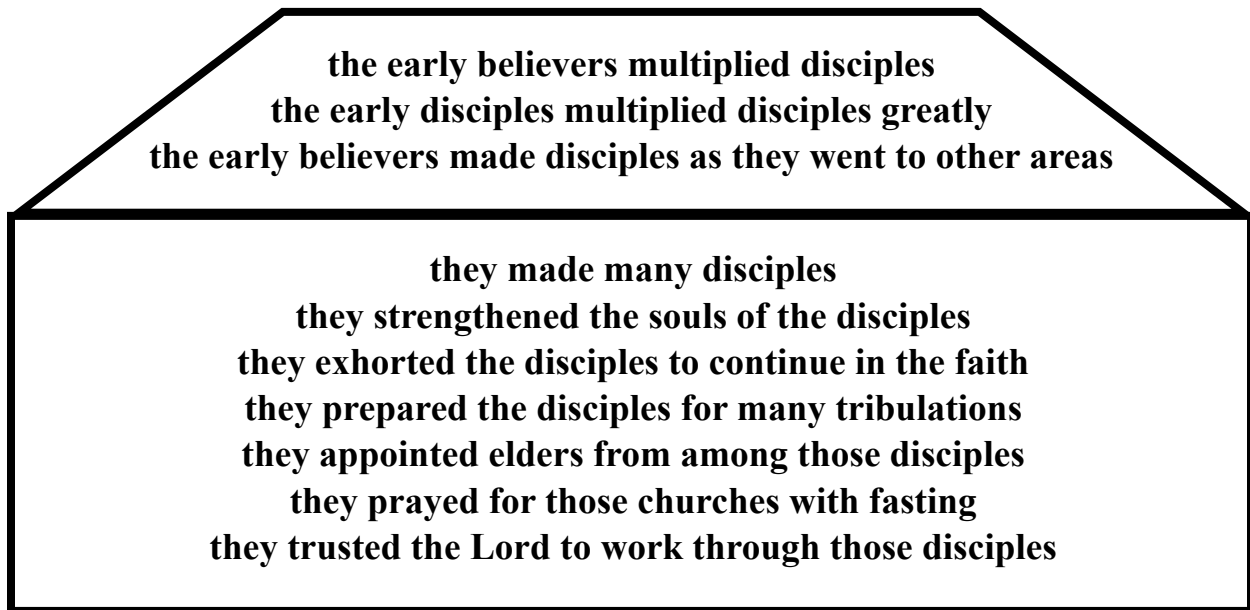 the early believers multiplied disciples
the early disciples multiplied disciples greatly
the early believers made disciples as they went to other areas
they made many disciples
they strengthened the souls of the disciples
they exhorted the disciples to continue in the faith
they prepared the disciples for many tribulations
they appointed elders from among those disciples
they prayed for those churches with fasting
they trusted the Lord to work through those disciples